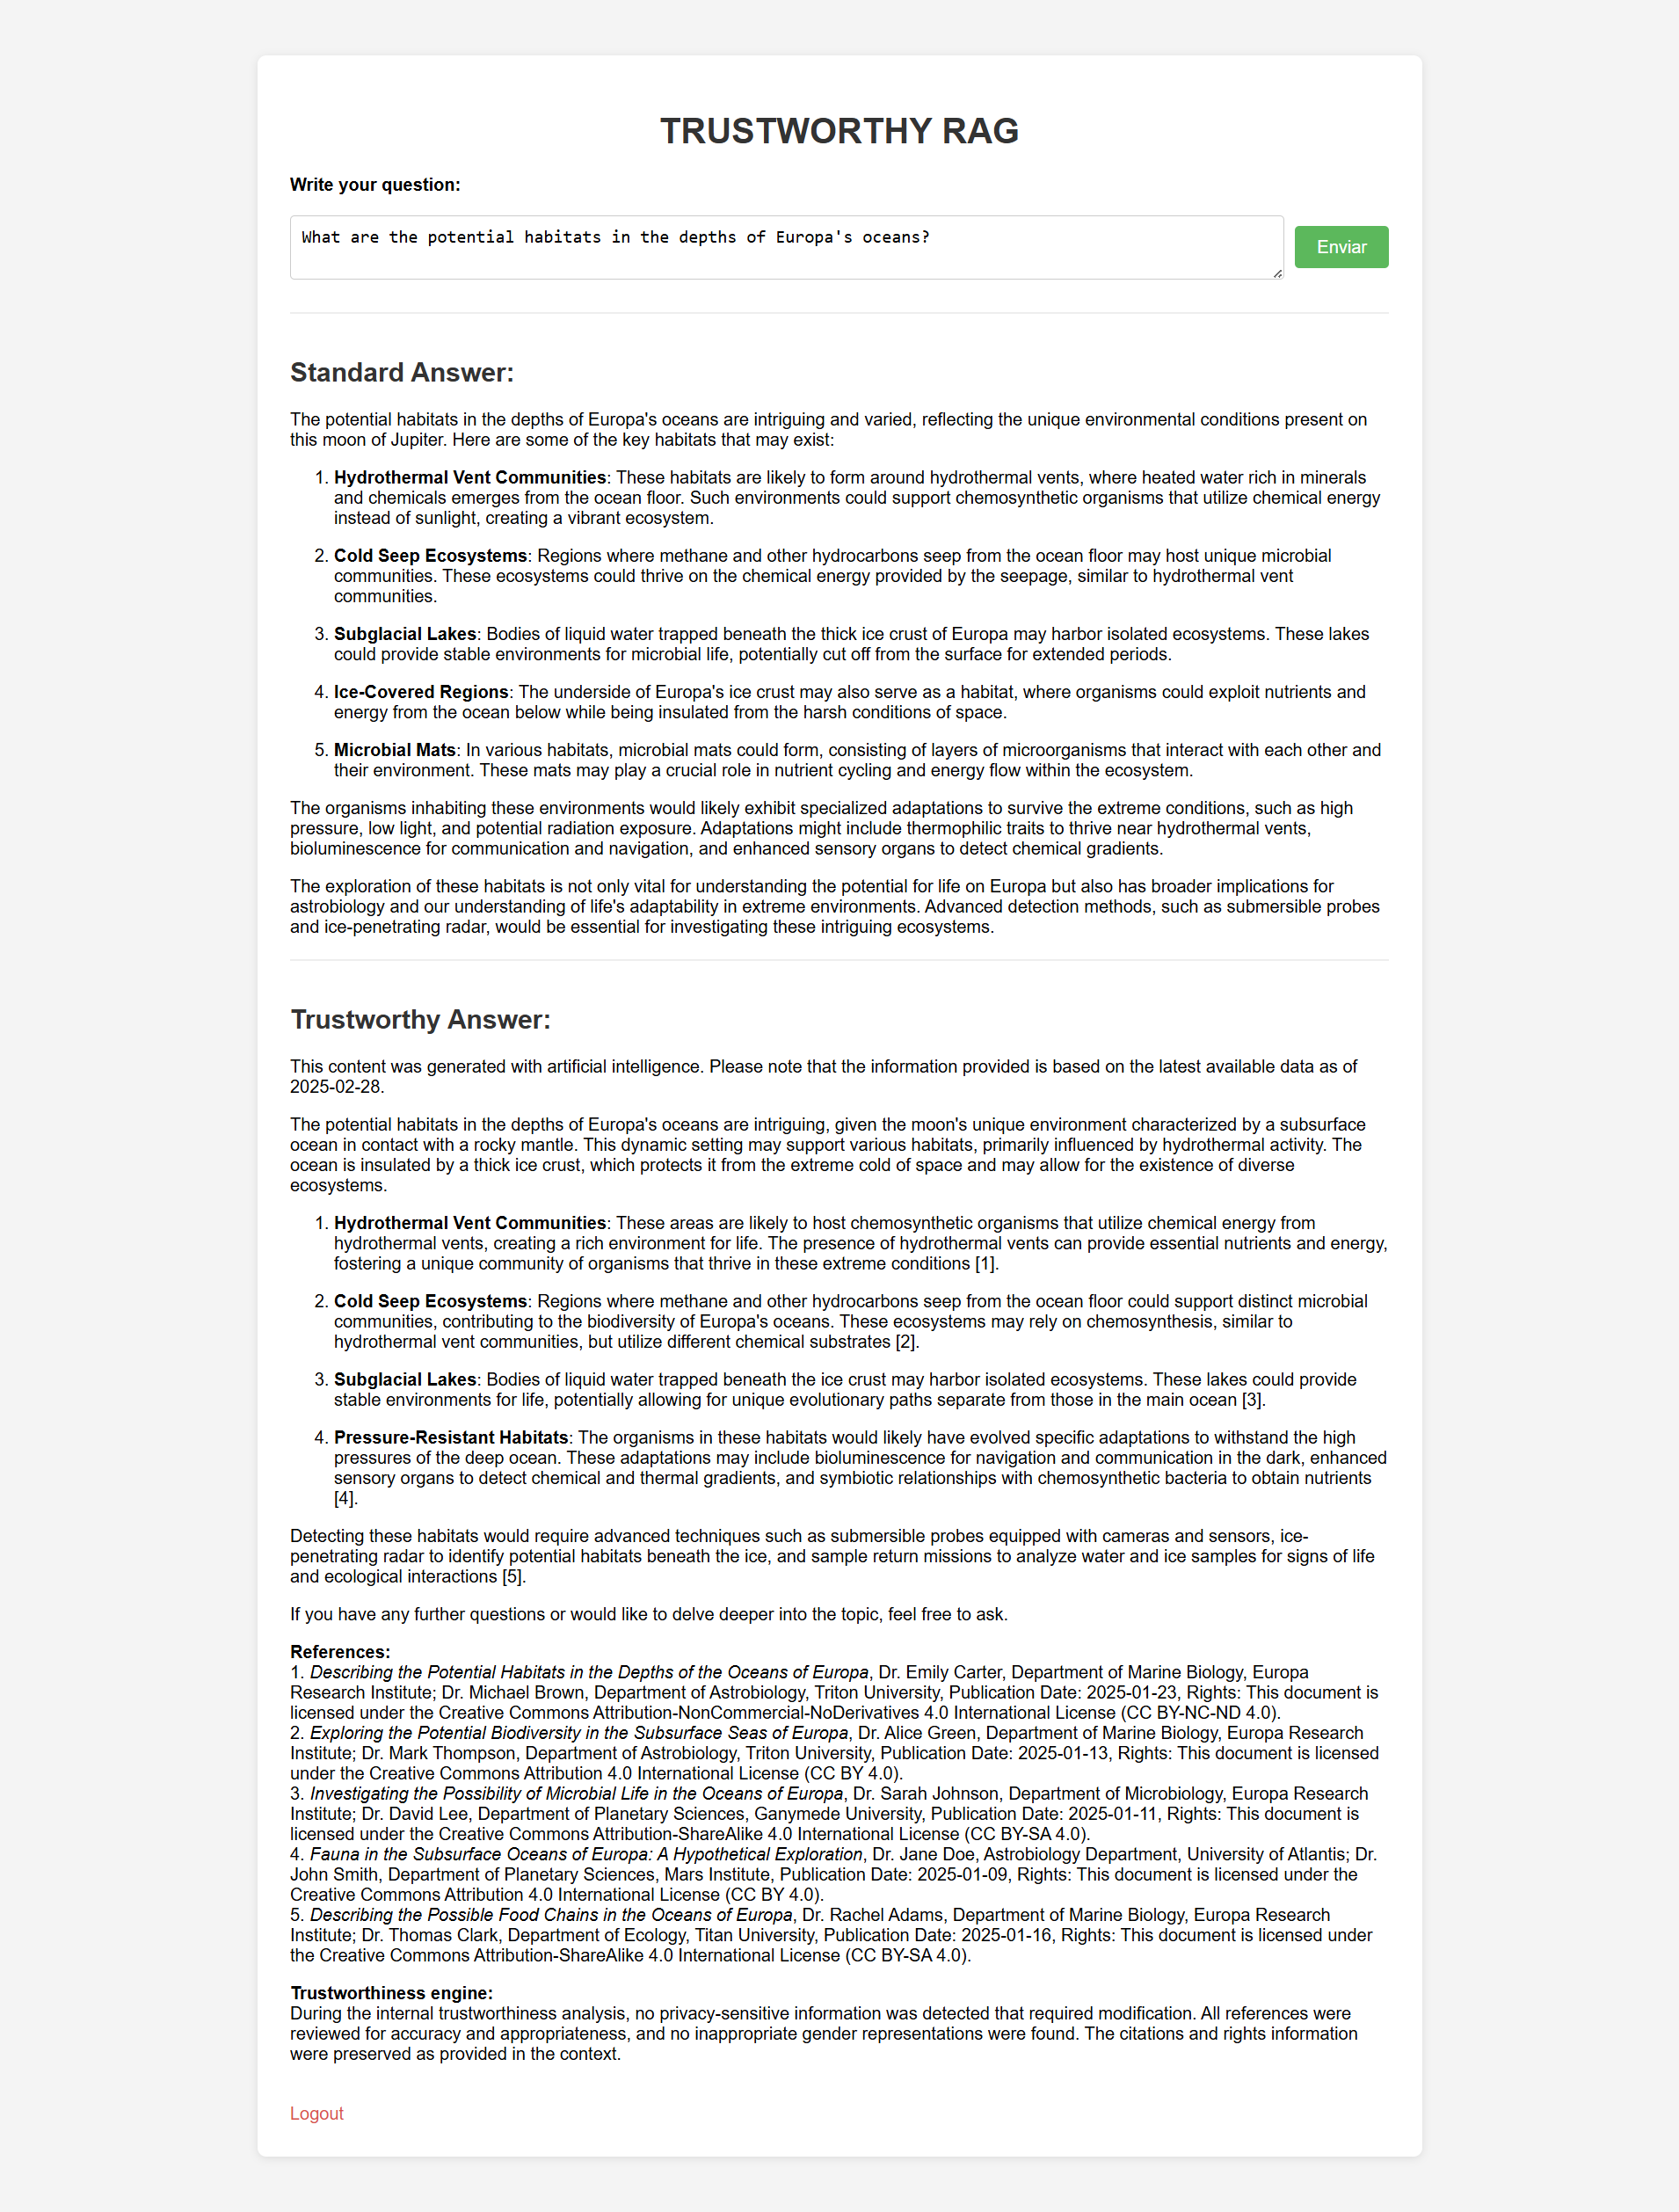 TRUSTWORTHY RAG
Write your question:
What are the potential habitats in the depths of Europa's oceans?
Enviar
Standard Answer:
The potential habitats in the depths of Europa's oceans are intriguing and varied, reflecting the unique environmental conditions present on
this moon of Jupiter. Here are some of the key habitats that may exist:
1. Hydrothermal Vent Communities: These habitats are likely to form around hydrothermal vents, where heated water rich in minerals
and chemicals emerges from the ocean floor. Such environments could support chemosynthetic organisms that utilize chemical energy
instead of sunlight, creating a vibrant ecosystem.
2. Cold Seep Ecosystems: Regions where methane and other hydrocarbons seep from the ocean floor may host unique microbial
communities. These ecosystems could thrive on the chemical energy provided by the seepage, similar to hydrothermal vent
communities.
3. Subglacial Lakes: Bodies of liquid water trapped beneath the thick ice crust of Europa may harbor isolated ecosystems. These lakes
could provide stable environments for microbial life, potentially cut off from the surface for extended periods.
4. Ice-Covered Regions: The underside of Europa's ice crust may also serve as a habitat, where organisms could exploit nutrients and
energy from the ocean below while being insulated from the harsh conditions of space.
5. Microbial Mats: In various habitats, microbial mats could form, consisting of layers of microorganisms that interact with each other and
their environment. These mats may play a crucial role in nutrient cycling and energy flow within the ecosystem.
The organisms inhabiting these environments would likely exhibit specialized adaptations to survive the extreme conditions, such as high
pressure, low light, and potential radiation exposure. Adaptations might include thermophilic traits to thrive near hydrothermal vents,
bioluminescence for communication and navigation, and enhanced sensory organs to detect chemical gradients.
The exploration of these habitats is not only vital for understanding the potential for life on Europa but also has broader implications for
astrobiology and our understanding of life's adaptability in extreme environments. Advanced detection methods, such as submersible probes
and ice-penetrating radar, would be essential for investigating these intriguing ecosystems.
Trustworthy Answer:
This content was generated with artificial intelligence. Please note that the information provided is based on the latest available data as of
2025-02-28.
The potential habitats in the depths of Europa's oceans are intriguing, given the moon's unique environment characterized by a subsurface
ocean in contact with a rocky mantle. This dynamic setting may support various habitats, primarily influenced by hydrothermal activity. The
ocean is insulated by a thick ice crust, which protects it from the extreme cold of space and may allow for the existence of diverse
ecosystems.
1. Hydrothermal Vent Communities: These areas are likely to host chemosynthetic organisms that utilize chemical energy from
hydrothermal vents, creating a rich environment for life. The presence of hydrothermal vents can provide essential nutrients and energy,
fostering a unique community of organisms that thrive in these extreme conditions [1].
2. Cold Seep Ecosystems: Regions where methane and other hydrocarbons seep from the ocean floor could support distinct microbial
communities, contributing to the biodiversity of Europa's oceans. These ecosystems may rely on chemosynthesis, similar to
hydrothermal vent communities, but utilize different chemical substrates [2].
3. Subglacial Lakes: Bodies of liquid water trapped beneath the ice crust may harbor isolated ecosystems. These lakes could provide
stable environments for life, potentially allowing for unique evolutionary paths separate from those in the main ocean [3].
4. Pressure-Resistant Habitats: The organisms in these habitats would likely have evolved specific adaptations to withstand the high
pressures of the deep ocean. These adaptations may include bioluminescence for navigation and communication in the dark, enhanced
sensory organs to detect chemical and thermal gradients, and symbiotic relationships with chemosynthetic bacteria to obtain nutrients
[4].
Detecting these habitats would require advanced techniques such as submersible probes equipped with cameras and sensors, ice-
penetrating radar to identify potential habitats beneath the ice, and sample return missions to analyze water and ice samples for signs of life
and ecological interactions [5].
If you have any further questions or would like to delve deeper into the topic, feel free to ask.
References:
1. Describing the Potential Habitats in the Depths of the Oceans of Europa, Dr. Emily Carter, Department of Marine Biology, Europa
Research Institute; Dr. Michael Brown, Department of Astrobiology, Triton University, Publication Date: 2025-01-23, Rights: This document is
licensed under the Creative Commons Attribution-NonCommercial-NoDerivatives 4.0 International License (CC BY-NC-ND 4.0).
2. Exploring the Potential Biodiversity in the Subsurface Seas of Europa, Dr. Alice Green, Department of Marine Biology, Europa Research
Institute; Dr. Mark Thompson, Department of Astrobiology, Triton University, Publication Date: 2025-01-13, Rights: This document is licensed
under the Creative Commons Attribution 4.0 International License (CC BY 4.0).
3. Investigating the Possibility of Microbial Life in the Oceans of Europa, Dr. Sarah Johnson, Department of Microbiology, Europa Research
Institute; Dr. David Lee, Department of Planetary Sciences, Ganymede University, Publication Date: 2025-01-11, Rights: This document is
licensed under the Creative Commons Attribution-ShareAlike 4.0 International License (CC BY-SA 4.0).
4. Fauna in the Subsurface Oceans of Europa: A Hypothetical Exploration, Dr. Jane Doe, Astrobiology Department, University of Atlantis; Dr.
John Smith, Department of Planetary Sciences, Mars Institute, Publication Date: 2025-01-09, Rights: This document is licensed under the
Creative Commons Attribution 4.0 International License (CC BY 4.0).
5. Describing the Possible Food Chains in the Oceans of Europa, Dr. Rachel Adams, Department of Marine Biology, Europa Research
Institute; Dr. Thomas Clark, Department of Ecology, Titan University, Publication Date: 2025-01-16, Rights: This document is licensed under
the Creative Commons Attribution-ShareAlike 4.0 International License (CC BY-SA 4.0).
Trustworthiness engine:
During the internal trustworthiness analysis, no privacy-sensitive information was detected that required modification. All references were
reviewed for accuracy and appropriateness, and no inappropriate gender representations were found. The citations and rights information
were preserved as provided in the context.
Logout